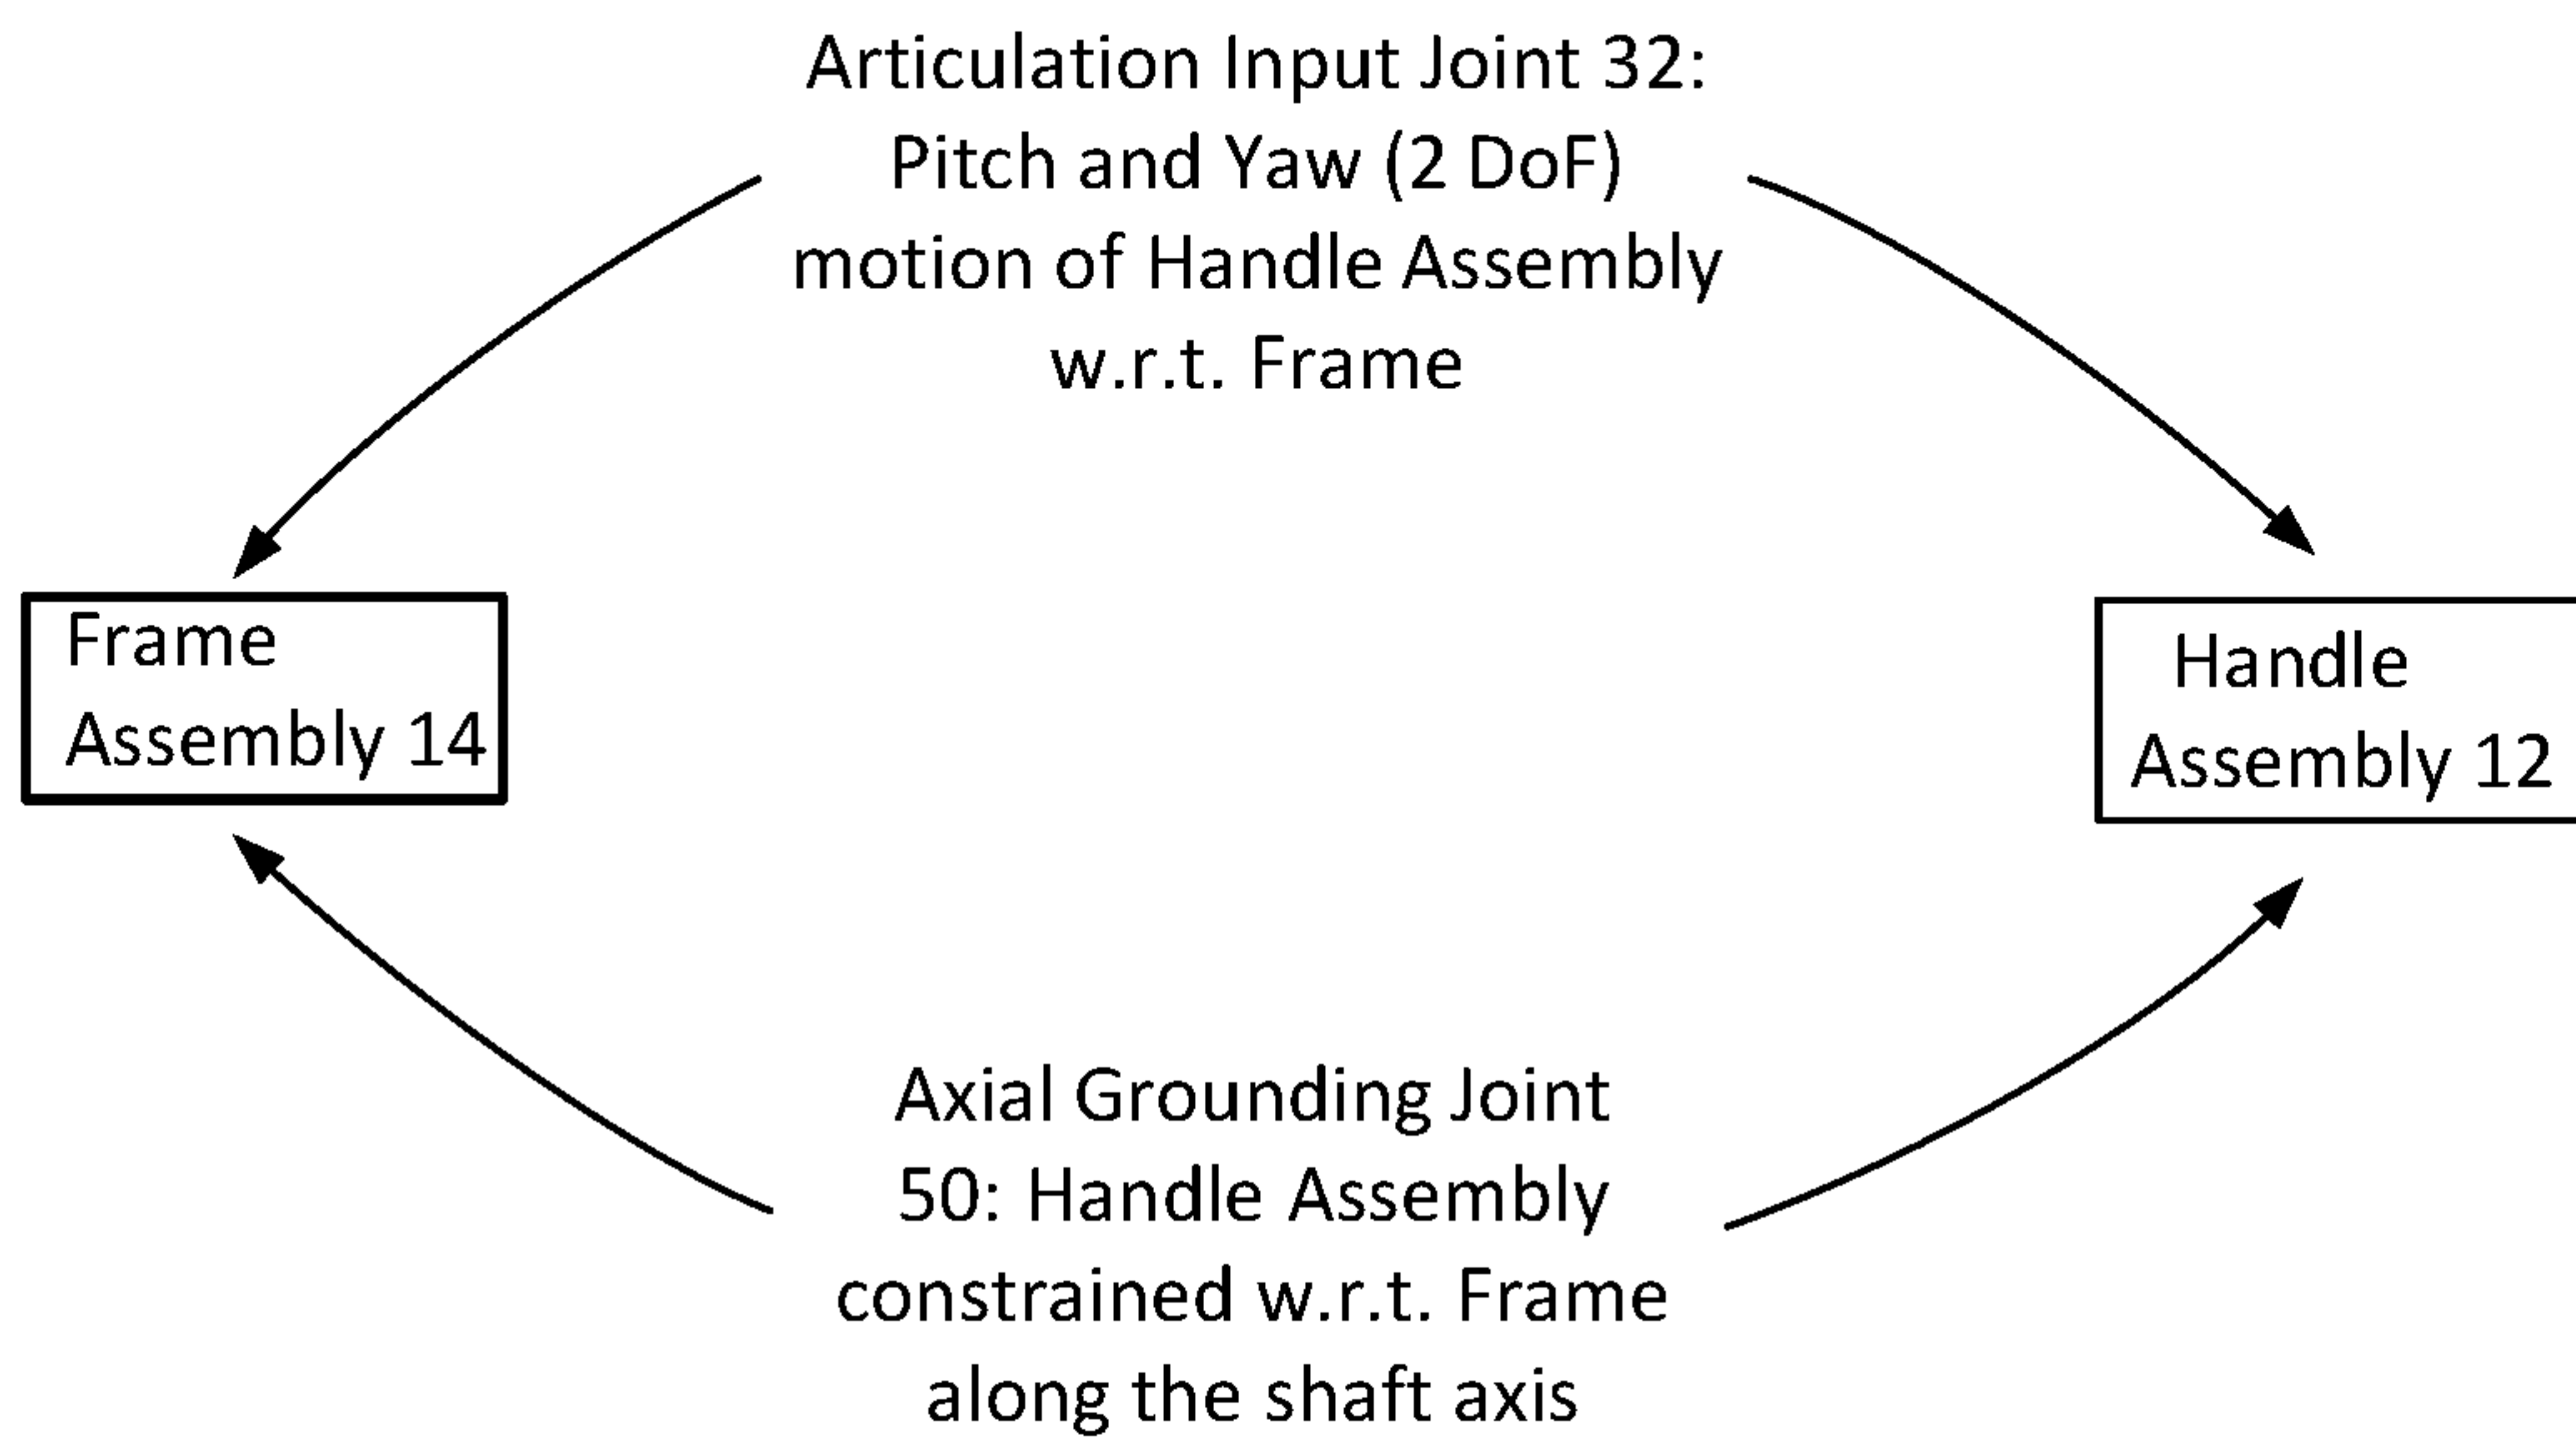 Articulation Input Joint 32:
Pitch and Yaw (2 DoF)
motion of Handle Assembly
w.r.t. Frame
Frame
Assembly 14
Handle
Assembly 12
Axial Grounding Joint
50: Handle Assembly
constrained w.r.t. Frame
along the shaft axis